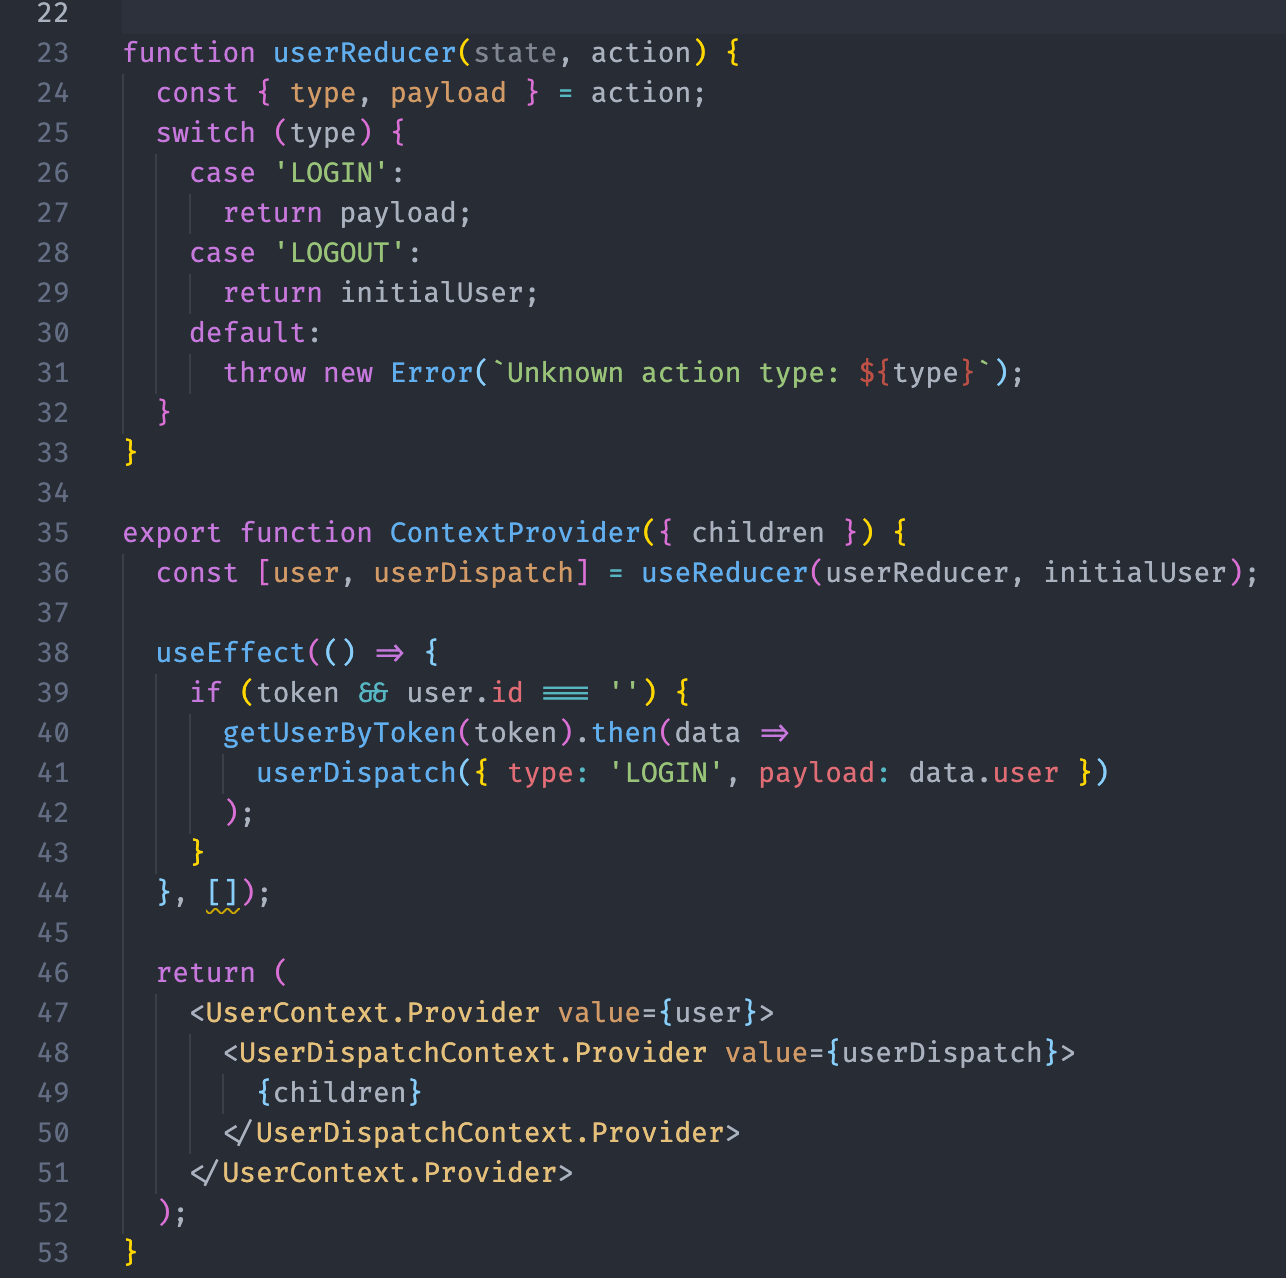 22
23 function userReducer(state, action) {
24   const { type, payload } = action;
25   switch (type) {
26     case 'LOGIN':
27       return payload;
28     case 'LOGOUT':
29       return initialUser;
30     default:
31       throw new Error(`Unknown action type: ${type}`);
32   }
33 }
34
35 export function ContextProvider({ children }) {
36   const [user, userDispatch] = useReducer(userReducer, initialUser);
37
38   useEffect(() => {
39     if (token && user.id === '') {
40       getUserByToken(token).then(data =>
41         userDispatch({ type: 'LOGIN', payload: data.user })
42       );
43     }
44   }, []);
45
46   return (
47     <UserContext.Provider value={user}>
48       <UserDispatchContext.Provider value={userDispatch}>
49         {children}
50       </UserDispatchContext.Provider>
51     </UserContext.Provider>
52   );
53 }